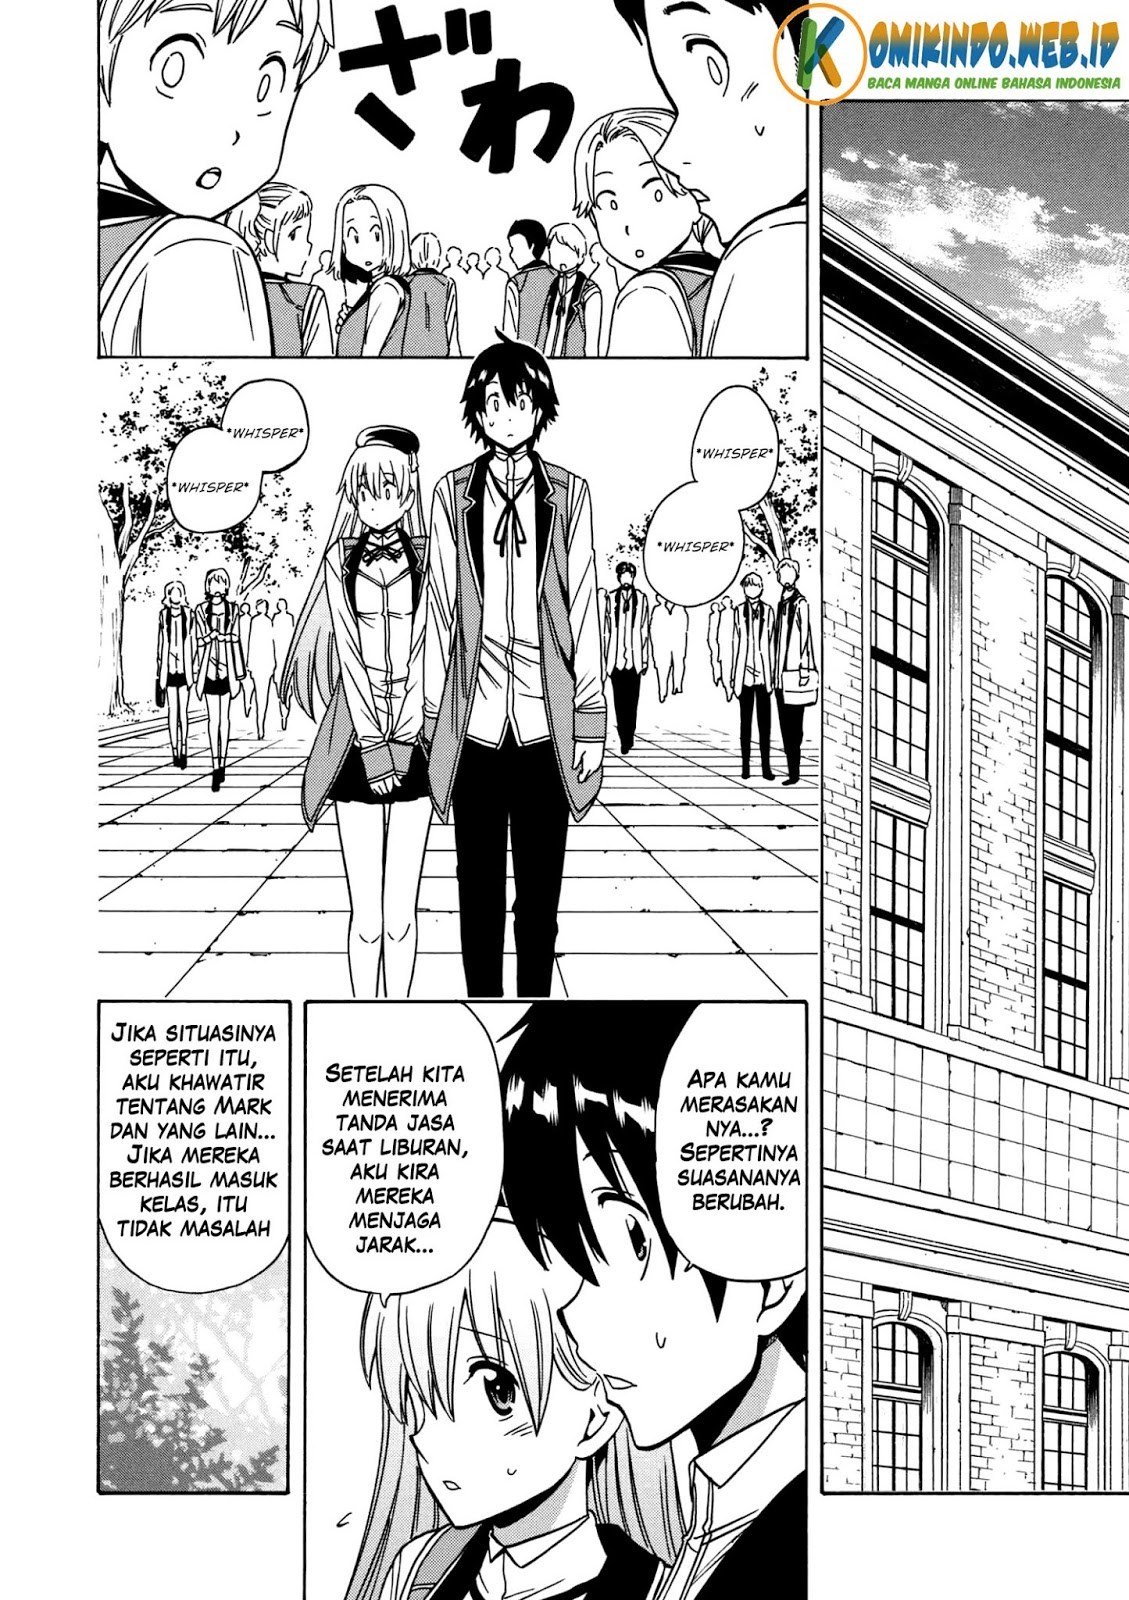 KOMIKINDO.WEB.ID
BACA MANGA ONLINE BAHASA INDONESIA
ざわ
*WHISPER*
*WHISPER*
*WHISPER*
*WHISPER*
APA KAMU
MERASAKAN
NYA...?
SEPERTINYA
SUASANANYA
BERUBAH.
SETELAH KITA
MENERIMA
TANDA JASA
SAAT LIBURAN,
AKU KIRA
MEREKA
MENJAGA
JARAK...
JIKA SITUASINYA
SEPERTI ITU,
AKU KHAWATIR
TENTANG MARK
DAN YANG LAIN...
JIKA MEREKA
BERHASIL MASUK
KELAS, ITU
TIDAK MASALAH